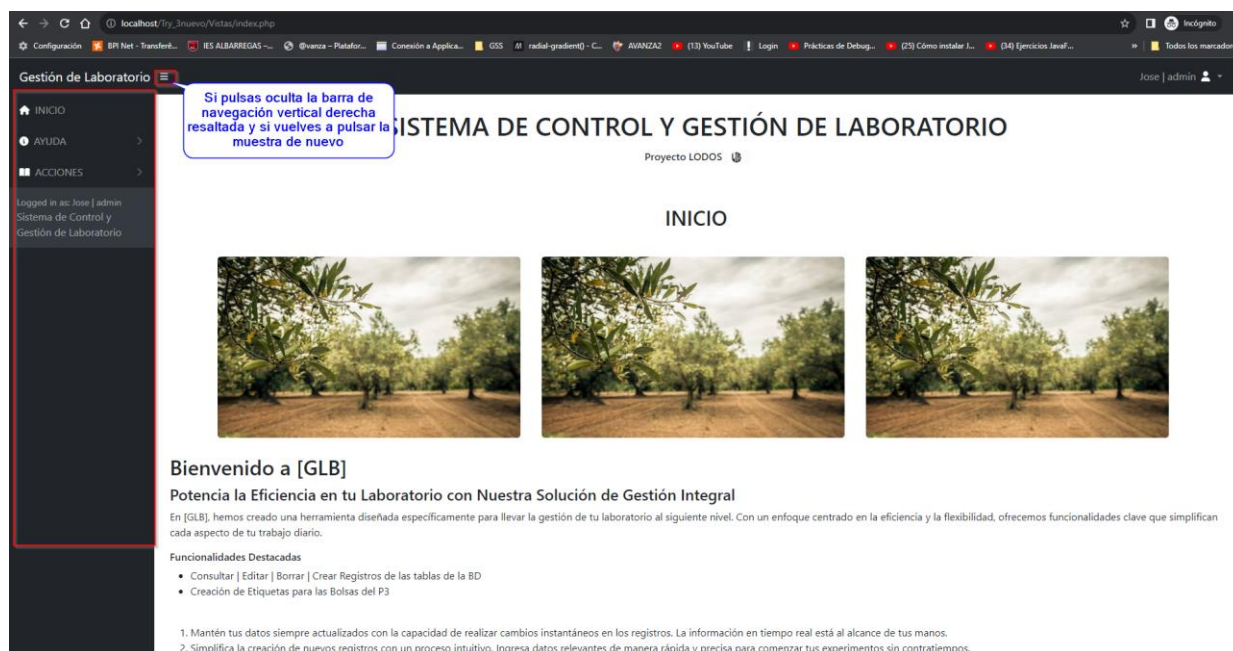 localhost/Try_3nuevo/Vistas/index.php
Incógnito
Configuración
BPI Net - Transferê...
IES ALBARREGAS –...
@vanza – Platafor...
Conexión a Applica...
GSS
radial-gradient() - C...
AVANZA2
(13) YouTube
Login
Prácticas de Debug...
(25) Cómo instalar J...
(34) Ejercicios JavaF...
»
Todos los marcador
Gestión de Laboratorio
Jose | admin
Si pulsas oculta la barra de
navegación vertical derecha
resaltada y si vuelves a pulsar la
muestra de nuevo
INICIO
AYUDA
ACCIONES
Logged in as: Jose | admin
Sistema de Control y
Gestión de Laboratorio
SISTEMA DE CONTROL Y GESTIÓN DE LABORATORIO
Proyecto LODOS
INICIO
Bienvenido a [GLB]
Potencia la Eficiencia en tu Laboratorio con Nuestra Solución de Gestión Integral
En [GLB], hemos creado una herramienta diseñada específicamente para llevar la gestión de tu laboratorio al siguiente nivel. Con un enfoque centrado en la eficiencia y la flexibilidad, ofrecemos funcionalidades clave que simplifican
cada aspecto de tu trabajo diario.
Funcionalidades Destacadas
• Consultar | Editar | Borrar | Crear Registros de las tablas de la BD
• Creación de Etiquetas para las Bolsas del P3
1. Mantén tus datos siempre actualizados con la capacidad de realizar cambios instantáneos en los registros. La información en tiempo real está al alcance de tus manos.
2. Simplifica la creación de nuevos registros con un proceso intuitivo. Ingresa datos relevantes de manera rápida y precisa para comenzar tus experimentos sin contratiempos.